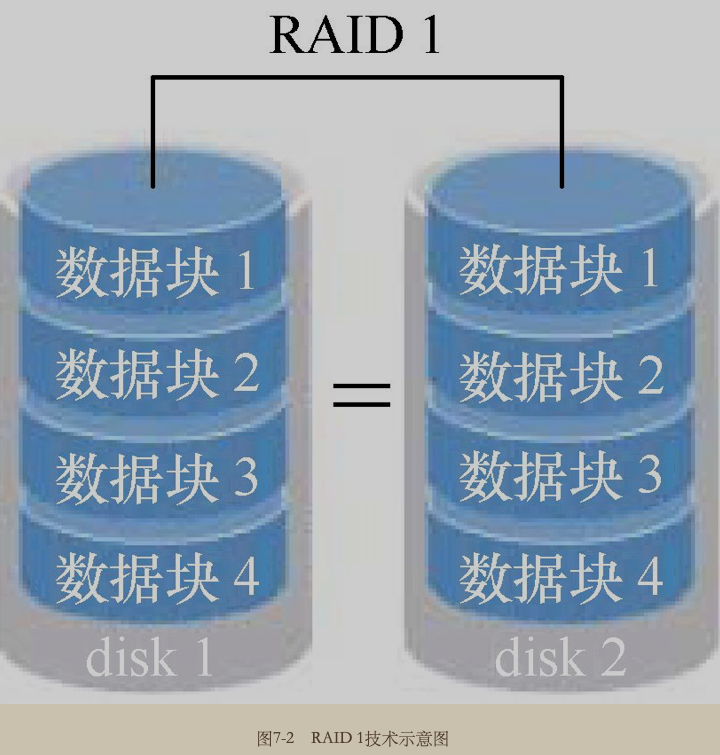 RAID 1
数据块 1
数据块 2
数据块 3
数据块 4
disk 1
=
数据块 1
数据块 2
数据块 3
数据块 4
disk 2
图7-2 RAID 1技术示意图